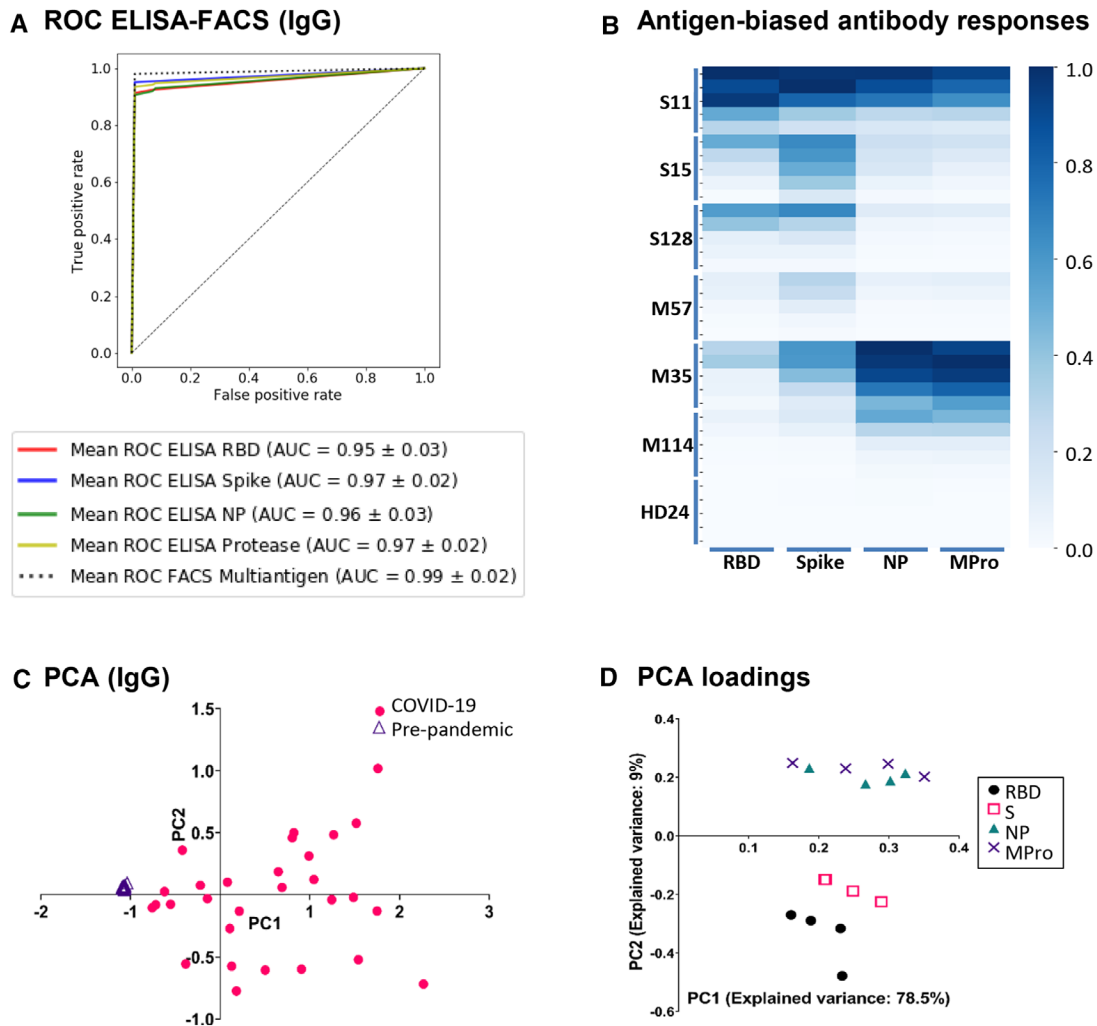 A ROC ELISA-FACS (IgG)
1.0
0.8
0.6
0.4
0.2
0.0
True positive rate
0.0 0.2 0.4 0.6 0.8 1.0
False positive rate
Mean ROC ELISA RBD (AUC = 0.95 ± 0.03)
Mean ROC ELISA Spike (AUC = 0.97 ± 0.02)
Mean ROC ELISA NP (AUC = 0.96 ± 0.03)
Mean ROC ELISA Protease (AUC = 0.97 ± 0.02)
Mean ROC FACS Multiantigen (AUC = 0.99 ± 0.02)
B Antigen-biased antibody responses
S11
S15
S128
M57
M35
M114
HD24
RBD Spike NP MPro
1.0
0.8
0.6
0.4
0.2
0.0
C PCA (IgG)
COVID-19
Pre-pandemic
1.5
1.0
0.5
-0.5
-1.0
PC2
-2 -1 0 1 2 3
PC1
D PCA loadings
0.4
0.2
0.0
-0.2
-0.4
-0.6
PC2 (Explained variance: 9%)
0.1 0.2 0.3 0.4
PC1 (Explained variance: 78.5%)
RBD
S
NP
MPro